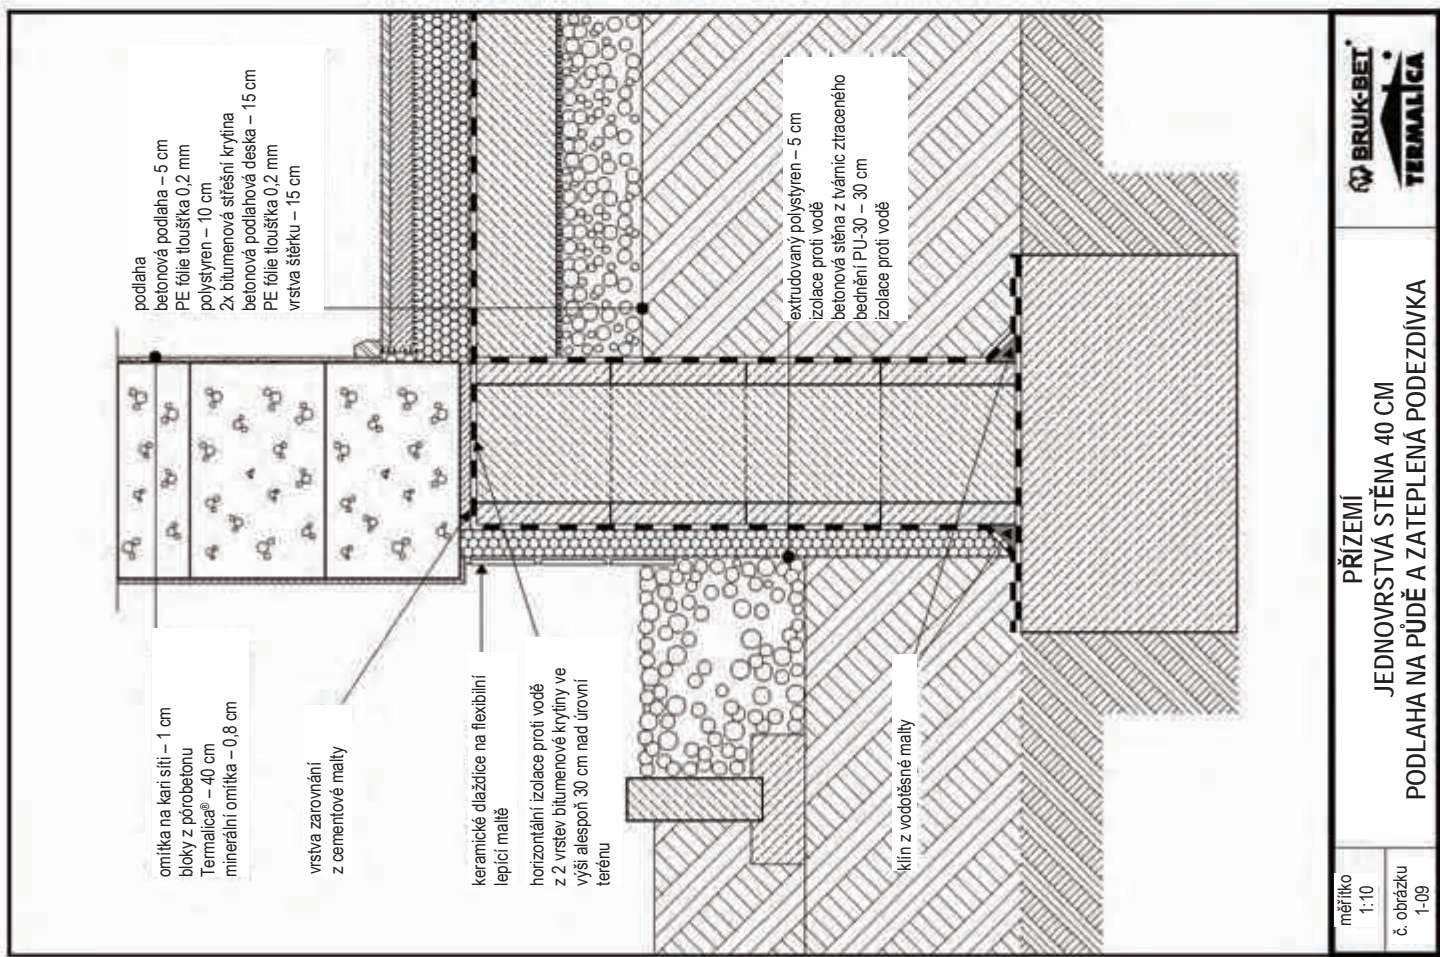 omítka na kari síti – 1 cm
bloky z pórobetonu
Termalica® – 40 cm
minerální omítka – 0,8 cm
podlaha
betonová podlaha – 5 cm
PE fólie tloušťka 0,2 mm
polystyren – 10 cm
2x bitumenová střešní krytina
betonová podlahová deska – 15 cm
PE fólie tloušťka 0,2 mm
vrstva štěrku – 15 cm
vrstva zarovnání
z cementové malty
keramické dlaždice na flexibilní
lepící maltě
horizontální izolace proti vodě
z 2 vrstev bitumenové krytiny ve
výši alespoň 30 cm nad úrovní
terénu
extrudovaný polystyren – 5 cm
izolace proti vodě
betonová stěna z tvárnic ztraceného
bednění PU-30 – 30 cm
izolace proti vodě
klín z vodotěsné malty
měřítko
1:10
č. obrázku
1-09
PŘÍZEMÍ
JEDNOVRSTVÁ STĚNA 40 CM
PODLAHA NA PŮDĚ A ZATEPLENÁ PODEZDÍVKA
BRUK-BET®
TERMALICA